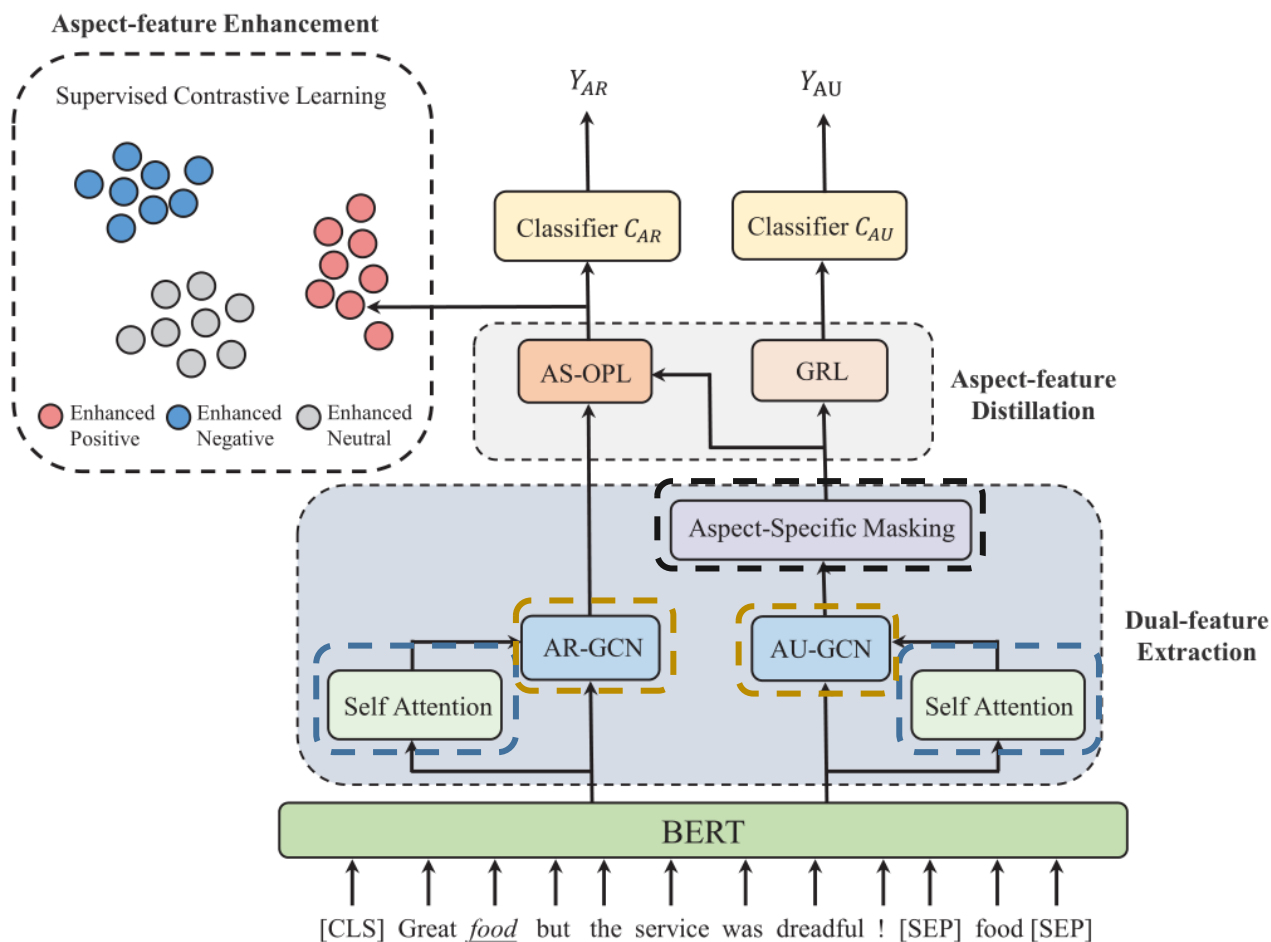 Aspect-feature Enhancement
Supervised Contrastive Learning
Enhanced
Positive
Enhanced
Negative
Enhanced
Neutral
Y_AR
Y_AU
Classifier C_AR
Classifier C_AU
AS-OPL
GRL
Aspect-feature
Distillation
Aspect-Specific Masking
AR-GCN
AU-GCN
Self Attention
Self Attention
Dual-feature
Extraction
BERT
[CLS] Great food but the service was dreadful ! [SEP] food [SEP]